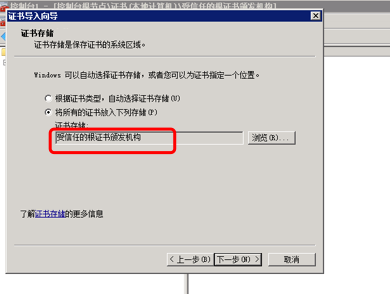 控制台1 - [控制台根节点\证书(本地计算机)\受信任的根证书颁发机构]
证书导入向导
证书存储
证书存储是保存证书的系统区域。
Windows 可以自动选择证书存储，或者您可以为证书指定一个位置。
根据证书类型，自动选择证书存储(U)
将所有的证书放入下列存储(P)
证书存储:
受信任的根证书颁发机构
浏览(R)...
了解证书存储的更多信息
< 上一步(B)
下一步(N) >
取消